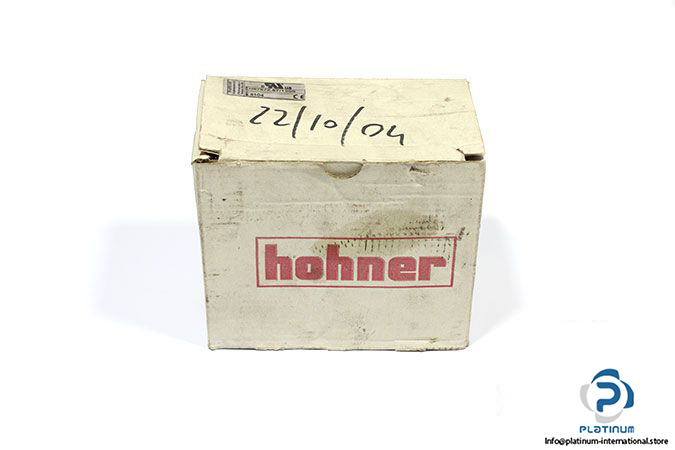 22/10/04
hohner
PLATINUM
Info@platinum-international.store